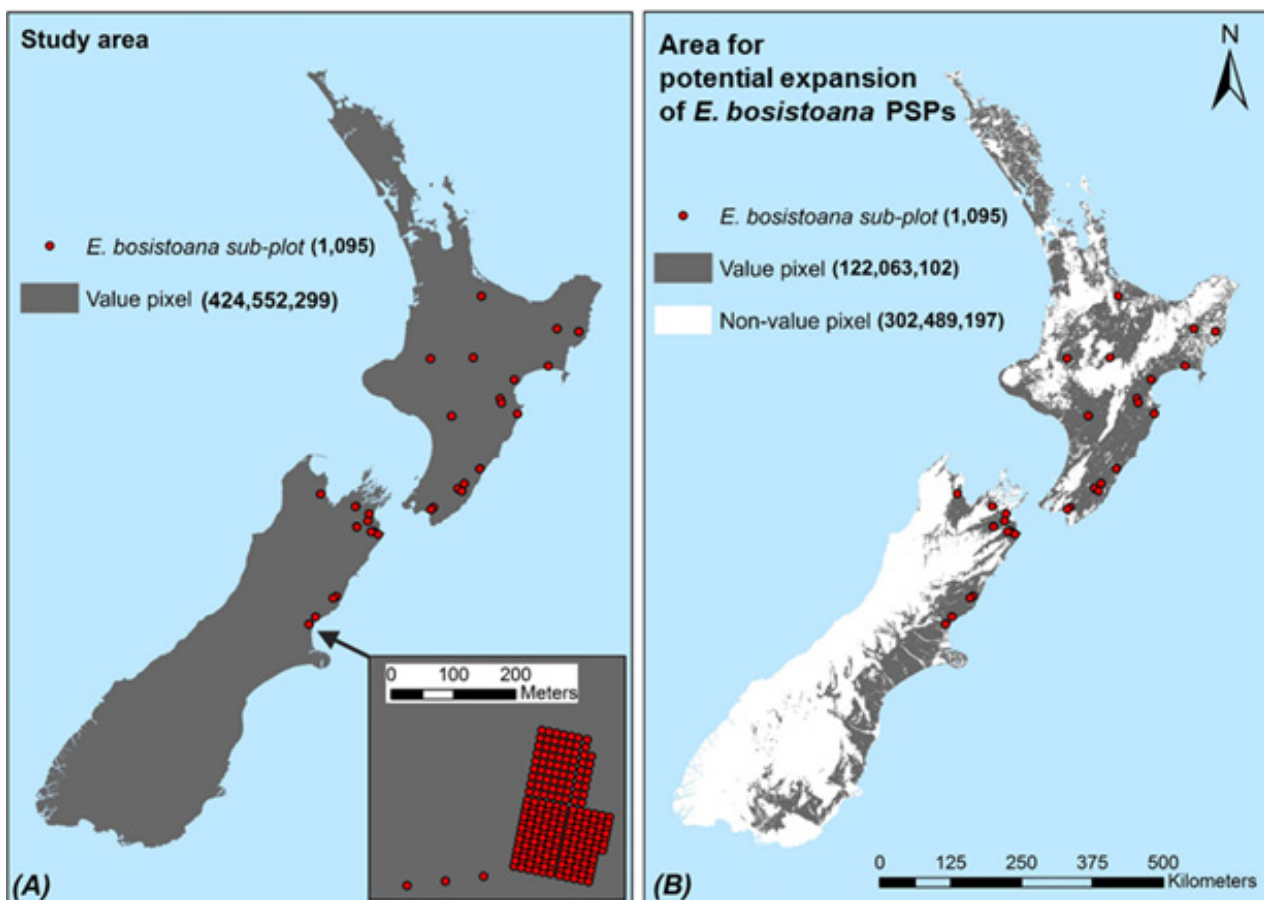 Study area
E. bosistoana sub-plot (1,095)
Value pixel (424,552,299)
0 100 200
Meters
(A)
Area for
potential expansion
of E. bosistoana PSPs
N
E. bosistoana sub-plot (1,095)
Value pixel (122,063,102)
Non-value pixel (302,489,197)
0 125 250 375 500
Kilometers
(B)